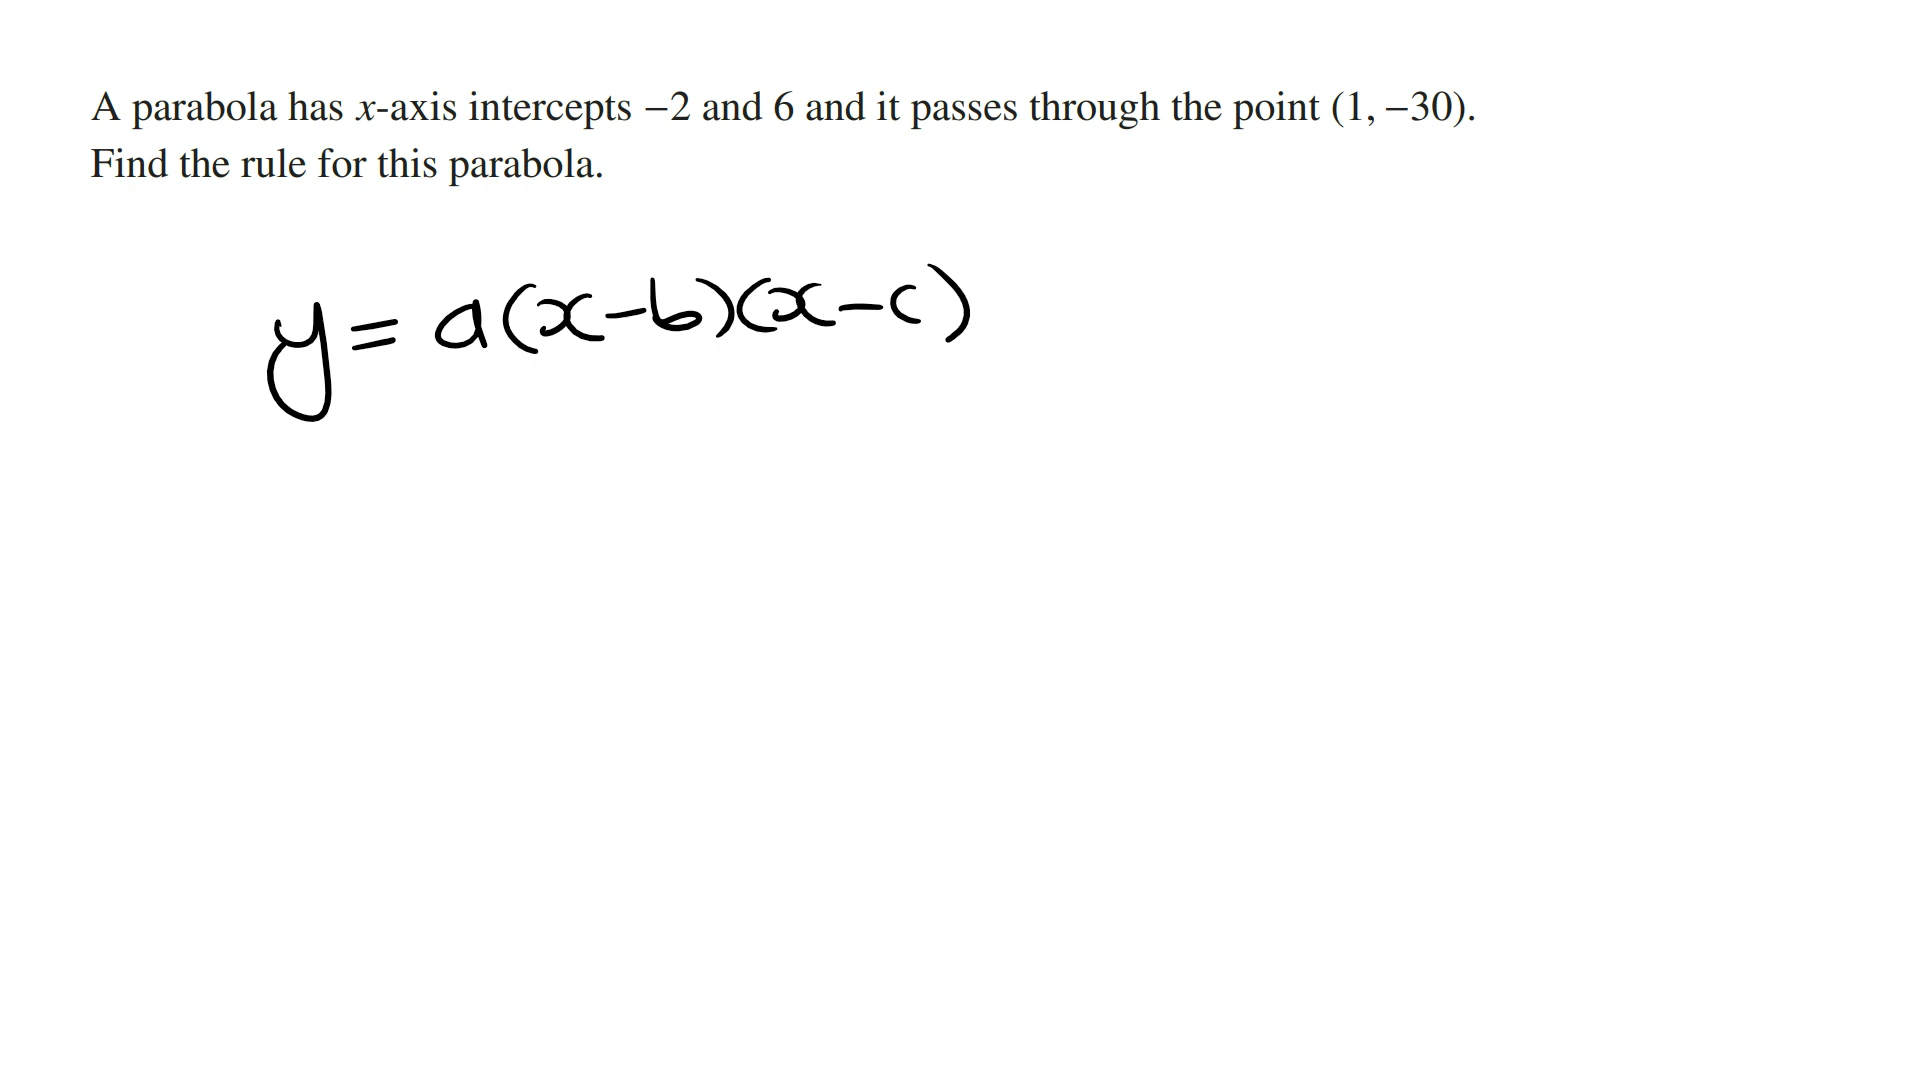 A parabola has x-axis intercepts −2 and 6 and it passes through the point (1, −30).
Find the rule for this parabola.
y = a(x−b)(x−c)